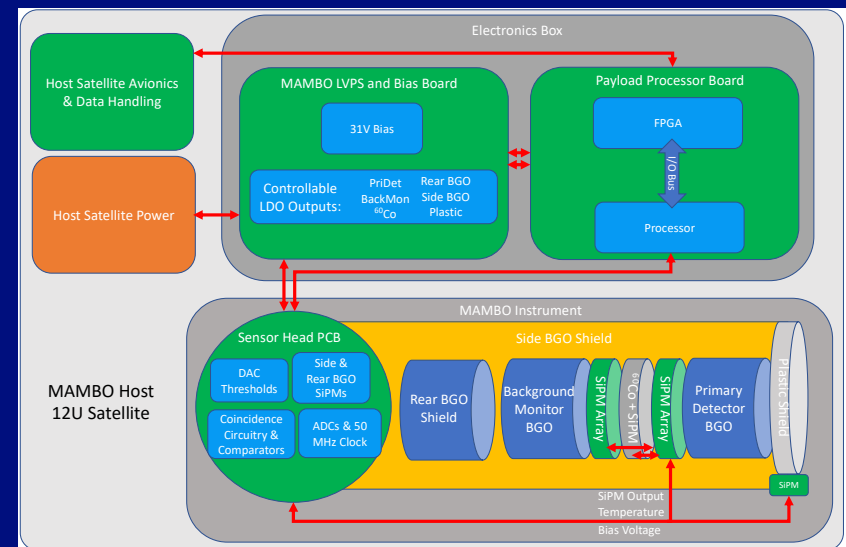 Electronics Box
Host Satellite Avionics
& Data Handling
MAMBO LVPS and Bias Board
31V Bias
Controllable
LDO Outputs:
PriDet
BackMon
⁶⁰Co
Rear BGO
Side BGO
Plastic
Payload Processor Board
FPGA
I/O Bus
Processor
Host Satellite Power
MAMBO Host
12U Satellite
MAMBO Instrument
Sensor Head PCB
DAC
Thresholds
Side &
Rear BGO
SiPMs
Coincidence
Circuitry &
Comparators
ADCs & 50
MHz Clock
Side BGO Shield
Rear BGO
Shield
Background
Monitor
BGO
SiPM Array
⁶⁰Co + SiPM
SiPM Array
Primary
Detector
BGO
Plastic Shield
SiPM
SiPM Output
Temperature
Bias Voltage